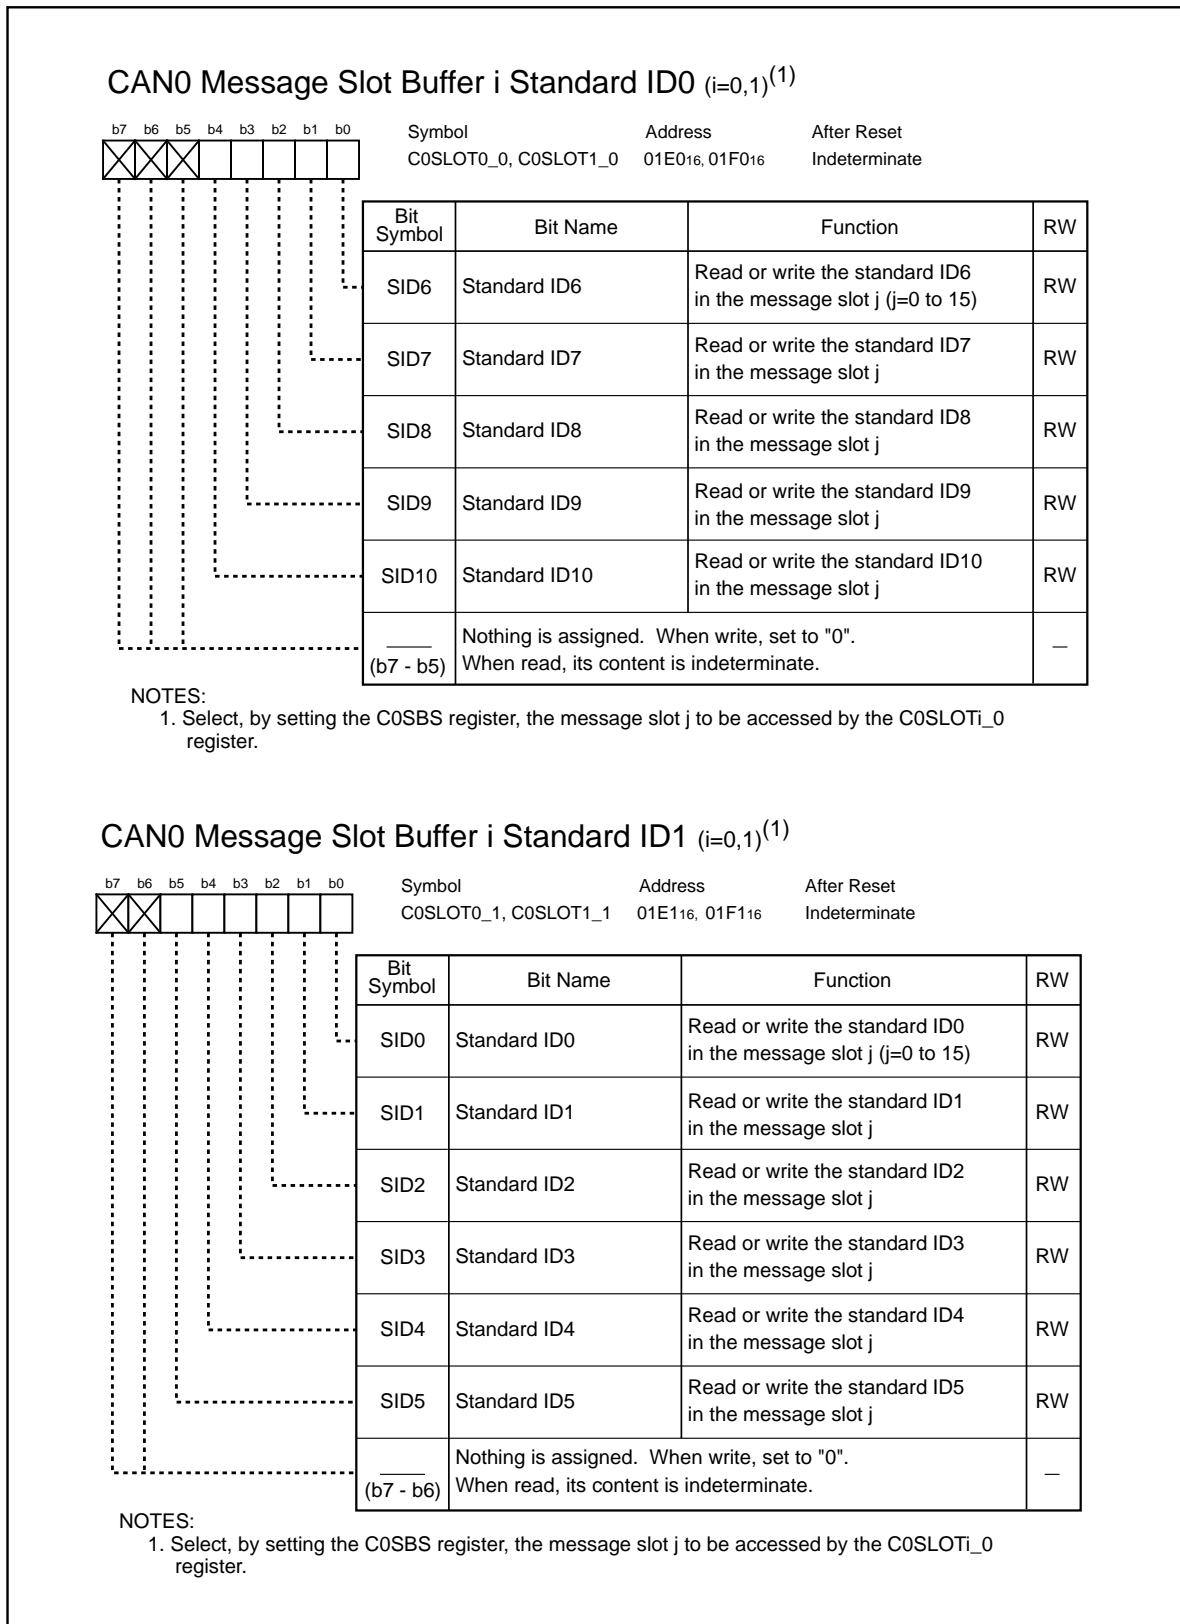 CAN0 Message Slot Buffer i Standard ID0 (i=0,1)(1)
b7 b6 b5 b4 b3 b2 b1 b0
Symbol Address After Reset
C0SLOT0_0, C0SLOT1_0 01E016, 01F016 Indeterminate
Bit Symbol Bit Name Function RW
SID6 Standard ID6 Read or write the standard ID6 RW
in the message slot j (j=0 to 15)
SID7 Standard ID7 Read or write the standard ID7 RW
in the message slot j
SID8 Standard ID8 Read or write the standard ID8 RW
in the message slot j
SID9 Standard ID9 Read or write the standard ID9 RW
in the message slot j
SID10 Standard ID10 Read or write the standard ID10 RW
in the message slot j
Nothing is assigned. When write, set to "0". —
(b7 - b5) When read, its content is indeterminate.
NOTES:
1. Select, by setting the C0SBS register, the message slot j to be accessed by the C0SLOTi_0
register.
CAN0 Message Slot Buffer i Standard ID1 (i=0,1)(1)
b7 b6 b5 b4 b3 b2 b1 b0
Symbol Address After Reset
C0SLOT0_1, C0SLOT1_1 01E116, 01F116 Indeterminate
Bit Symbol Bit Name Function RW
SID0 Standard ID0 Read or write the standard ID0 RW
in the message slot j (j=0 to 15)
SID1 Standard ID1 Read or write the standard ID1 RW
in the message slot j
SID2 Standard ID2 Read or write the standard ID2 RW
in the message slot j
SID3 Standard ID3 Read or write the standard ID3 RW
in the message slot j
SID4 Standard ID4 Read or write the standard ID4 RW
in the message slot j
SID5 Standard ID5 Read or write the standard ID5 RW
in the message slot j
Nothing is assigned. When write, set to "0". —
(b7 - b6) When read, its content is indeterminate.
NOTES:
1. Select, by setting the C0SBS register, the message slot j to be accessed by the C0SLOTi_0
register.